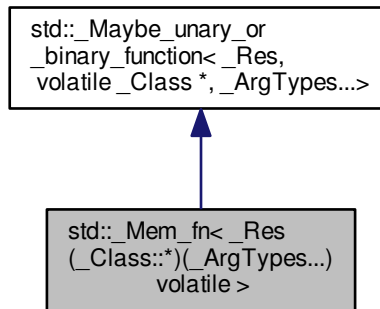 std::_Maybe_unary_or
_binary_function< _Res,
volatile _Class *, _ArgTypes...>
std::_Mem_fn< _Res
(_Class::*)(_ArgTypes...)
volatile >